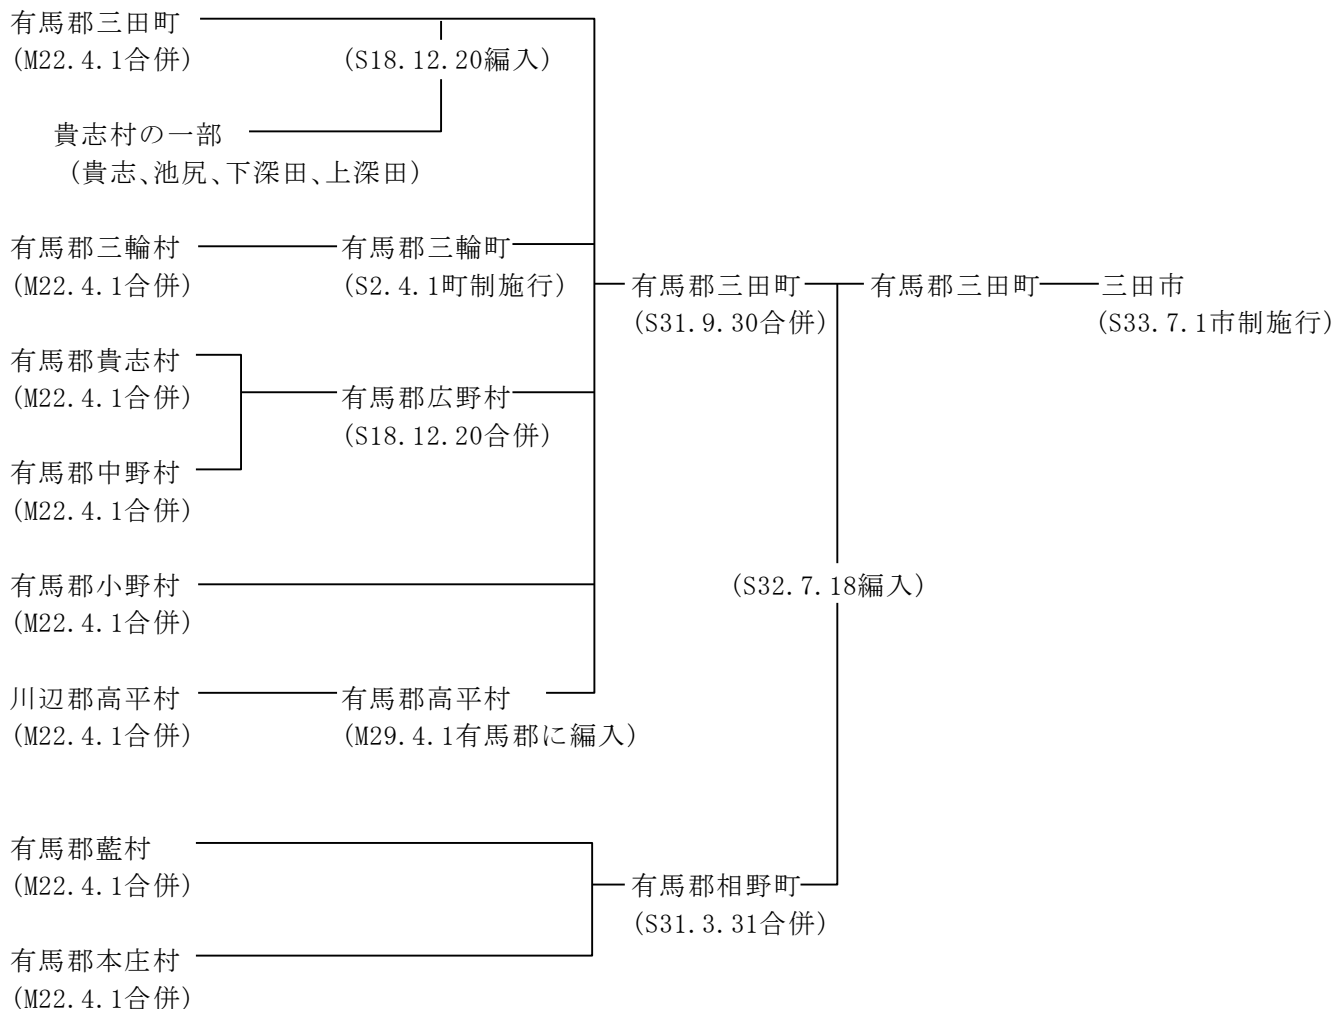 有馬郡三田町
(M22.4.1合併)
(S18.12.20編入)
貴志村の一部
(貴志、池尻、下深田、上深田)
有馬郡三輪村
(M22.4.1合併)
有馬郡三輪町
(S2.4.1町制施行)
有馬郡三田町
(S31.9.30合併)
有馬郡三田町
三田市
(S33.7.1市制施行)
有馬郡貴志村
(M22.4.1合併)
有馬郡広野村
(S18.12.20合併)
有馬郡中野村
(M22.4.1合併)
有馬郡小野村
(M22.4.1合併)
(S32.7.18編入)
川辺郡高平村
(M22.4.1合併)
有馬郡高平村
(M29.4.1有馬郡に編入)
有馬郡藍村
(M22.4.1合併)
有馬郡相野町
(S31.3.31合併)
有馬郡本庄村
(M22.4.1合併)